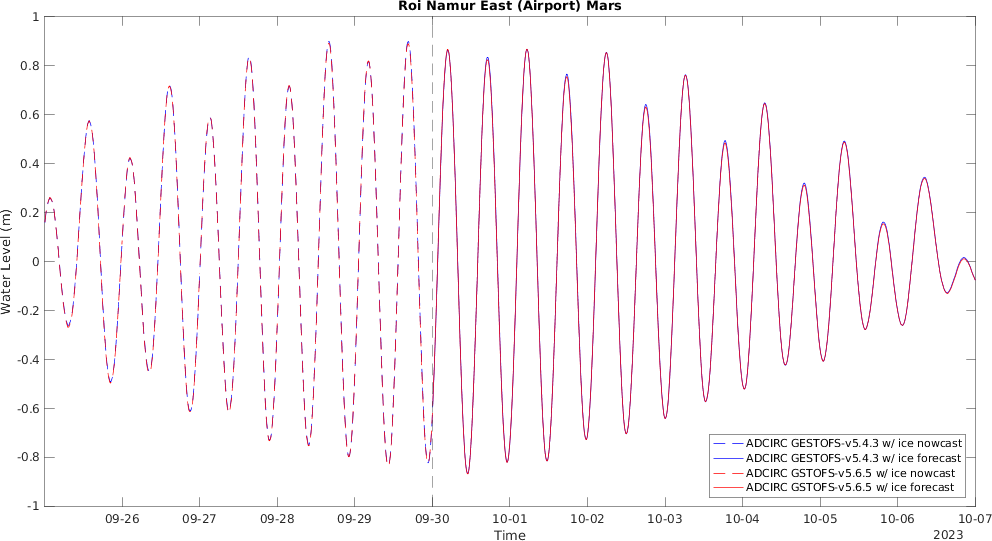 Roi Namur East (Airport) Mars
Water Level (m)
1
0.8
0.6
0.4
0.2
0
-0.2
-0.4
-0.6
-0.8
-1
ADCIRC GESTOFS-v5.4.3 w/ ice nowcast
ADCIRC GESTOFS-v5.4.3 w/ ice forecast
ADCIRC GSTOFS-v5.6.5 w/ ice nowcast
ADCIRC GSTOFS-v5.6.5 w/ ice forecast
09-26 09-27 09-28 09-29 09-30 10-01 10-02 10-03 10-04 10-05 10-06 10-07
Time
2023